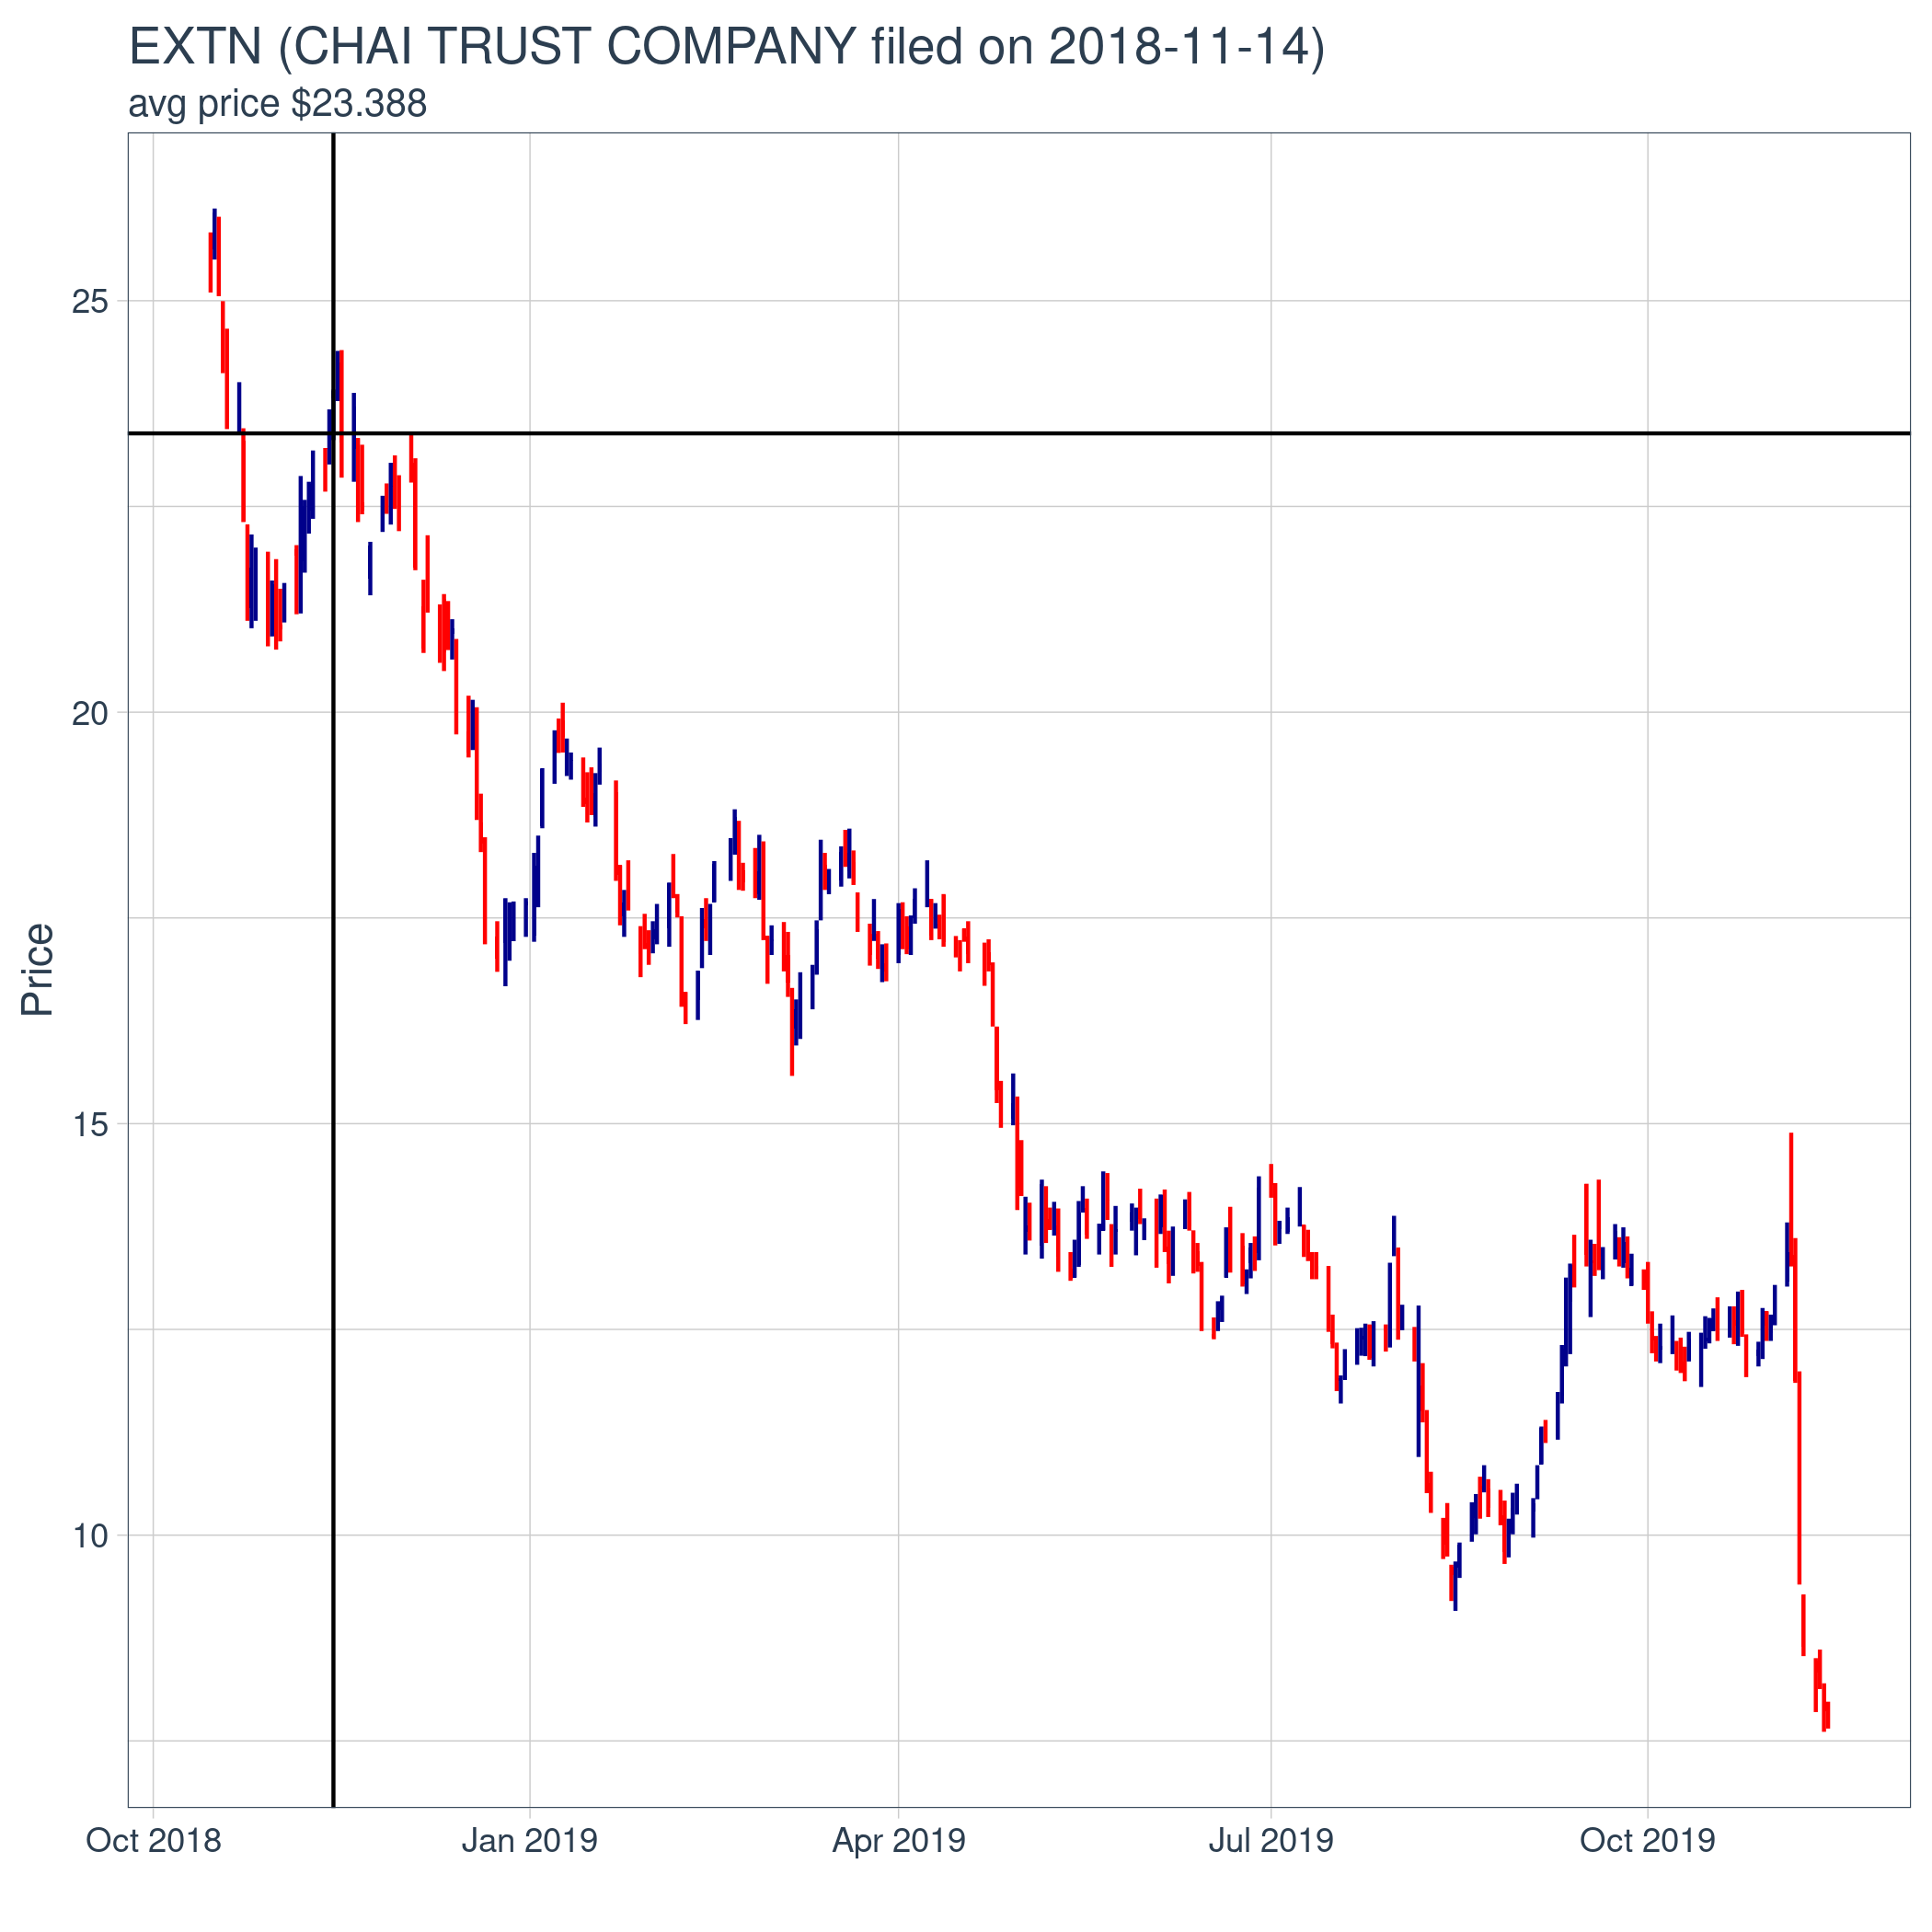 EXTN (CHAI TRUST COMPANY filed on 2018-11-14)
avg price $23.388
25
20
15
10
Price
Oct 2018
Jan 2019
Apr 2019
Jul 2019
Oct 2019